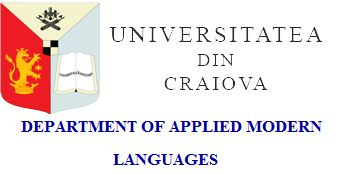 UNIVERSITATEA
DIN
CRAIOVA
DEPARTMENT OF APPLIED MODERN
LANGUAGES